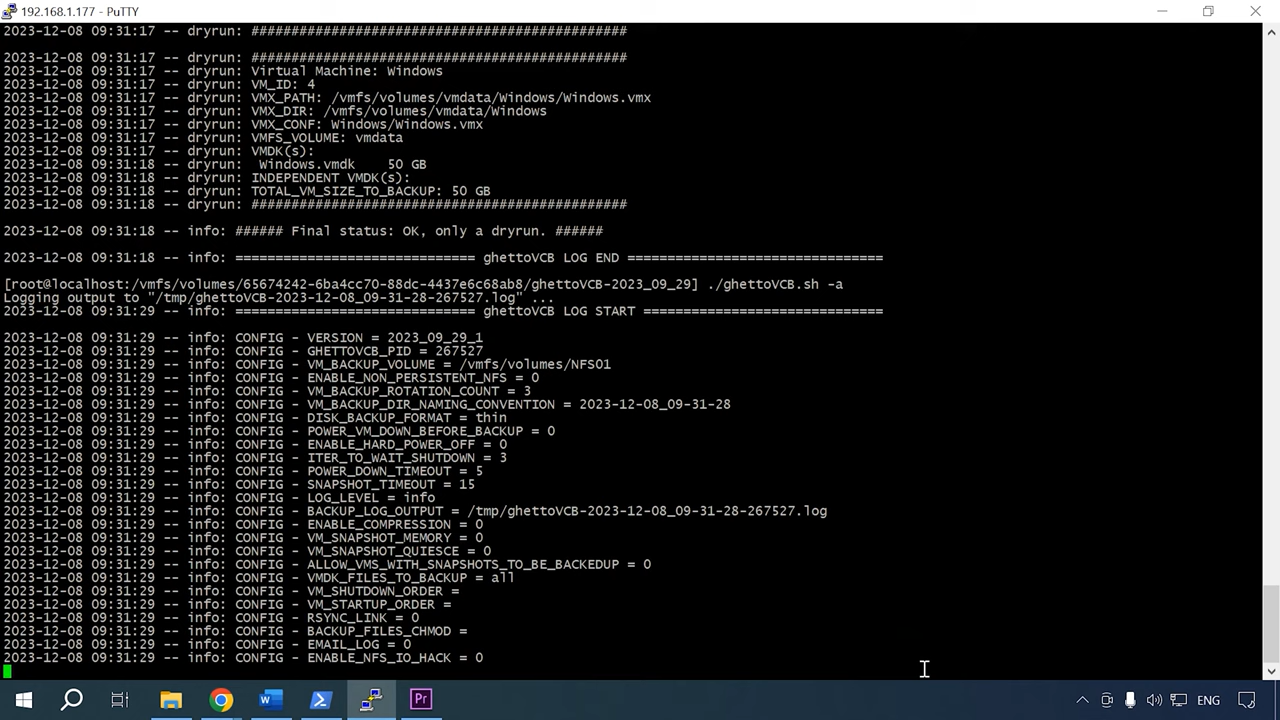 192.168.1.177 - PuTTY
2023-12-08 09:31:17 -- dryrun: ###############################################
2023-12-08 09:31:17 -- dryrun: ###############################################
2023-12-08 09:31:17 -- dryrun: Virtual Machine: Windows
2023-12-08 09:31:17 -- dryrun: VM_ID: 4
2023-12-08 09:31:17 -- dryrun: VMX_PATH: /vmfs/volumes/vmdata/Windows/Windows.vmx
2023-12-08 09:31:17 -- dryrun: VMX_DIR: /vmfs/volumes/vmdata/Windows
2023-12-08 09:31:17 -- dryrun: VMX_CONF: Windows/Windows.vmx
2023-12-08 09:31:17 -- dryrun: VMFS_VOLUME: vmdata
2023-12-08 09:31:18 -- dryrun: VMDK(s):
2023-12-08 09:31:18 -- dryrun: Windows.vmdk 50 GB
2023-12-08 09:31:18 -- dryrun: INDEPENDENT VMDK(s):
2023-12-08 09:31:18 -- dryrun: TOTAL_VM_SIZE_TO_BACKUP: 50 GB
2023-12-08 09:31:18 -- dryrun: ###############################################
2023-12-08 09:31:18 -- info: ###### Final status: OK, only a dryrun. ######
2023-12-08 09:31:18 -- info: ============================== ghettoVCB LOG END ==============================
[root@localhost:/vmfs/volumes/65674242-6ba4cc70-88dc-4437e6c68ab8/ghettoVCB-2023_09_29] ./ghettoVCB.sh -a
Logging output to "/tmp/ghettoVCB-2023-12-08_09-31-28-267527.log" ...
2023-12-08 09:31:29 -- info: ============================== ghettoVCB LOG START ==============================
2023-12-08 09:31:29 -- info: CONFIG - VERSION = 2023_09_29_1
2023-12-08 09:31:29 -- info: CONFIG - GHETTOVCB_PID = 267527
2023-12-08 09:31:29 -- info: CONFIG - VM_BACKUP_VOLUME = /vmfs/volumes/NFS01
2023-12-08 09:31:29 -- info: CONFIG - ENABLE_NON_PERSISTENT_NFS = 0
2023-12-08 09:31:29 -- info: CONFIG - VM_BACKUP_ROTATION_COUNT = 3
2023-12-08 09:31:29 -- info: CONFIG - VM_BACKUP_DIR_NAMING_CONVENTION = 2023-12-08_09-31-28
2023-12-08 09:31:29 -- info: CONFIG - DISK_BACKUP_FORMAT = thin
2023-12-08 09:31:29 -- info: CONFIG - POWER_VM_DOWN_BEFORE_BACKUP = 0
2023-12-08 09:31:29 -- info: CONFIG - ENABLE_HARD_POWER_OFF = 0
2023-12-08 09:31:29 -- info: CONFIG - ITER_TO_WAIT_SHUTDOWN = 3
2023-12-08 09:31:29 -- info: CONFIG - POWER_DOWN_TIMEOUT = 5
2023-12-08 09:31:29 -- info: CONFIG - SNAPSHOT_TIMEOUT = 15
2023-12-08 09:31:29 -- info: CONFIG - LOG_LEVEL = info
2023-12-08 09:31:29 -- info: CONFIG - BACKUP_LOG_OUTPUT = /tmp/ghettoVCB-2023-12-08_09-31-28-267527.log
2023-12-08 09:31:29 -- info: CONFIG - ENABLE_COMPRESSION = 0
2023-12-08 09:31:29 -- info: CONFIG - VM_SNAPSHOT_MEMORY = 0
2023-12-08 09:31:29 -- info: CONFIG - VM_SNAPSHOT_QUIESCE = 0
2023-12-08 09:31:29 -- info: CONFIG - ALLOW_VMS_WITH_SNAPSHOTS_TO_BE_BACKEDUP = 0
2023-12-08 09:31:29 -- info: CONFIG - VMDK_FILES_TO_BACKUP = all
2023-12-08 09:31:29 -- info: CONFIG - VM_SHUTDOWN_ORDER =
2023-12-08 09:31:29 -- info: CONFIG - VM_STARTUP_ORDER =
2023-12-08 09:31:29 -- info: CONFIG - RSYNC_LINK = 0
2023-12-08 09:31:29 -- info: CONFIG - BACKUP_FILES_CHMOD =
2023-12-08 09:31:29 -- info: CONFIG - EMAIL_LOG = 0
2023-12-08 09:31:29 -- info: CONFIG - ENABLE_NFS_IO_HACK = 0
W
Pr
ENG